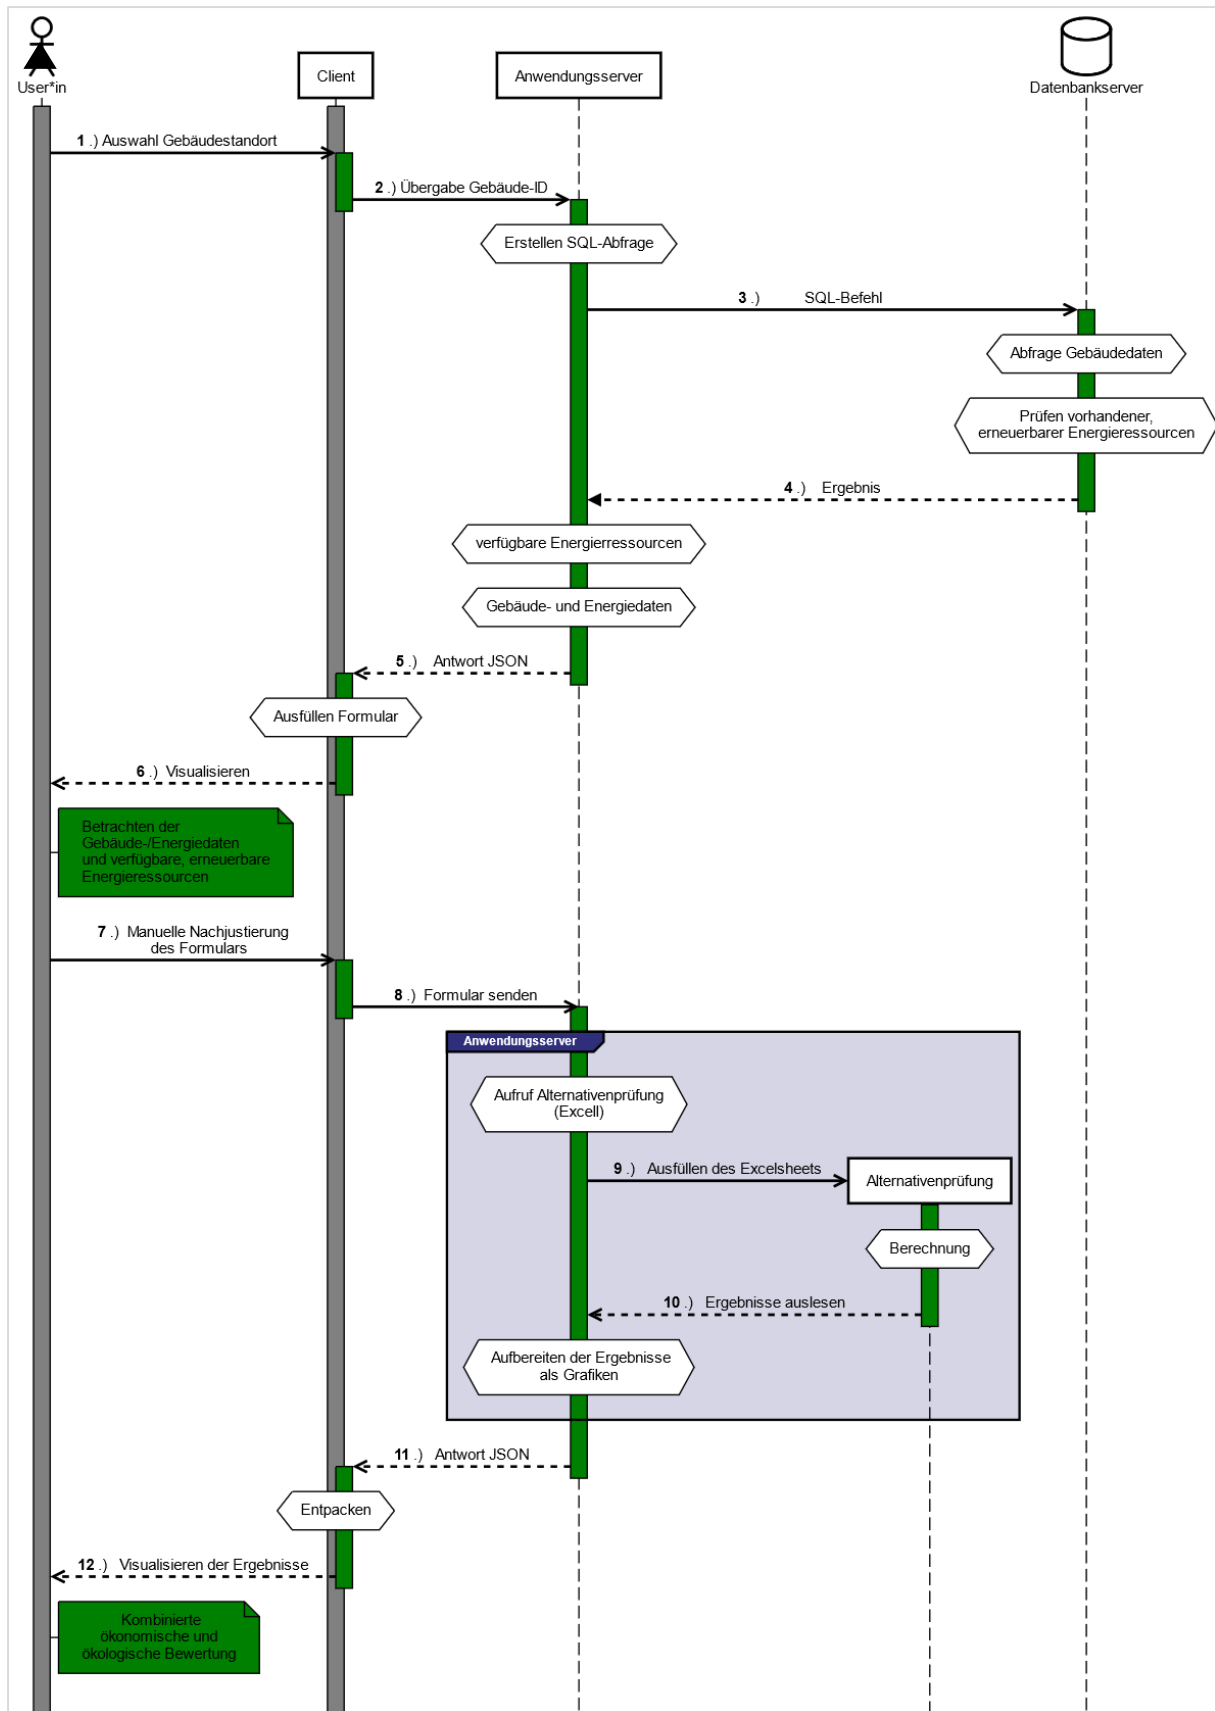 User*in
Client
Anwendungsserver
Datenbankserver
1 .) Auswahl Gebäudestandort
2 .) Übergabe Gebäude-ID
Erstellen SQL-Abfrage
3 .) SQL-Befehl
Abfrage Gebäudedaten
Prüfen vorhandener,
erneuerbarer Energieressourcen
4 .) Ergebnis
verfügbare Energierressourcen
Gebäude- und Energiedaten
5 .) Antwort JSON
Ausfüllen Formular
6 .) Visualisieren
Betrachten der
Gebäude-/Energiedaten
und verfügbare, erneuerbare
Energieressourcen
7 .) Manuelle Nachjustierung
des Formulars
8 .) Formular senden
Anwendungsserver
Aufruf Alternativenprüfung
(Excell)
9 .) Ausfüllen des Excelsheets
Alternativenprüfung
Berechnung
10 .) Ergebnisse auslesen
Aufbereiten der Ergebnisse
als Grafiken
11 .) Antwort JSON
Entpacken
12 .) Visualisieren der Ergebnisse
Kombinierte
ökonomische und
ökologische Bewertung